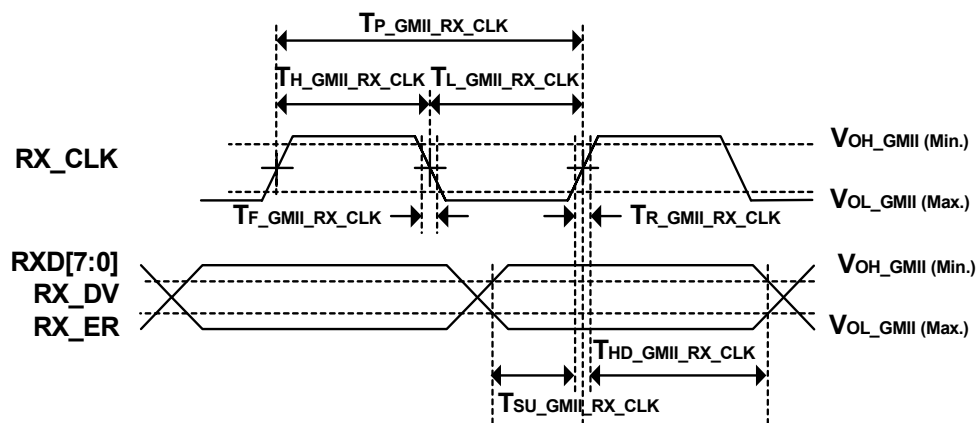 TP_GMII_RX_CLK
TH_GMII_RX_CLK TL_GMII_RX_CLK
RX_CLK
VOH_GMII (Min.)
VOL_GMII (Max.)
TF_GMII_RX_CLK TR_GMII_RX_CLK
RXD[7:0]
RX_DV
RX_ER
VOH_GMII (Min.)
VOL_GMII (Max.)
THD_GMII_RX_CLK
TSU_GMII_RX_CLK